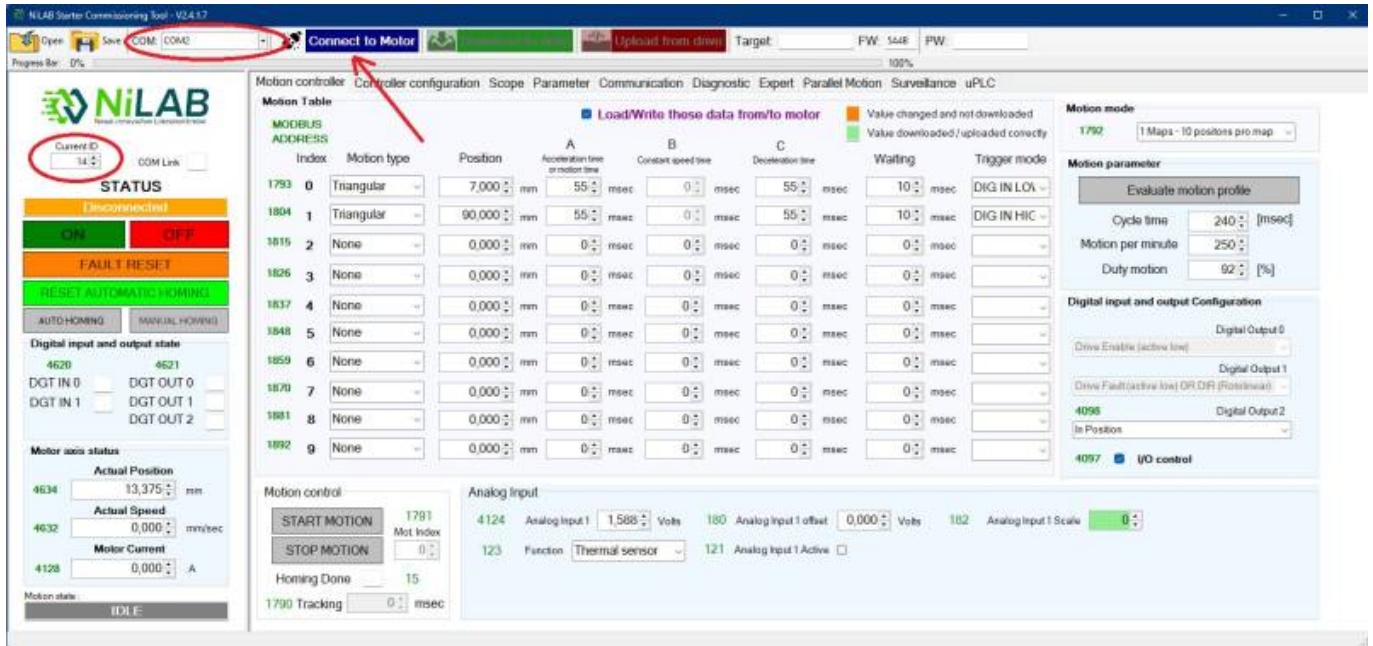 NiLAB Starter Commissioning Tool - V2.4.1.7
Open Save COM: COM2 Connect to Motor Upload from drive Target: FW: 5448 PW:
Progress Bar 0% 100%
Motion controller Controller configuration Scope Parameter Communication Diagnostic Expert Parallel Motion Surveillance uPLC
NiLAB
Current ID
14
COM Link
STATUS
Disconnected
ON OFF
FAULT RESET
RESET AUTOMATIC HOMING
AUTO HOMING MANUAL HOMING
Digital input and output state
4620 4621
DGT IN 0 DGT OUT 0
DGT IN 1 DGT OUT 1
DGT OUT 2
Motor axis status
Actual Position
4634 13,375 mm
Actual Speed
4632 0,000 mm/sec
Motor Current
4128 0,000 A
Motion state :
IDLE
Motion Table
Load/Write those data from/to motor
Value changed and not downloaded
Value downloaded / uploaded correctly
MODBUS
ADDRESS
A B C
Index Motion type Position Acceleration time or motion time Constant speed time Deceleration time Waiting Trigger mode
1793 0 Triangular 7,000 mm 55 msec 0 msec 55 msec 10 msec DIG IN LOV
1804 1 Triangular 90,000 mm 55 msec 0 msec 55 msec 10 msec DIG IN HIC
1815 2 None 0,000 mm 0 msec 0 msec 0 msec 0 msec
1826 3 None 0,000 mm 0 msec 0 msec 0 msec 0 msec
1837 4 None 0,000 mm 0 msec 0 msec 0 msec 0 msec
1848 5 None 0,000 mm 0 msec 0 msec 0 msec 0 msec
1859 6 None 0,000 mm 0 msec 0 msec 0 msec 0 msec
1870 7 None 0,000 mm 0 msec 0 msec 0 msec 0 msec
1881 8 None 0,000 mm 0 msec 0 msec 0 msec 0 msec
1892 9 None 0,000 mm 0 msec 0 msec 0 msec 0 msec
Motion control
START MOTION 1791
Mot Index
STOP MOTION 0
Homing Done 15
1790 Tracking 0 msec
Analog Input
4124 Analog Input 1 1,588 Volts 180 Analog Input 1 offset 0,000 Volts 182 Analog Input 1 Scale 0
123 Function Thermal sensor 121 Analog Input 1 Active
Motion mode
1792 1 Maps - 10 positons pro map
Motion parameter
Evaluate motion profile
Cycle time 240 [msec]
Motion per minute 250
Duty motion 92 [%]
Digital input and output Configuration
Digital Output 0
Drive Enable (active low)
Digital Output 1
Drive Fault(active low) OR DIR (Rotolinear)
4098 Digital Output 2
In Position
4097 I/O control